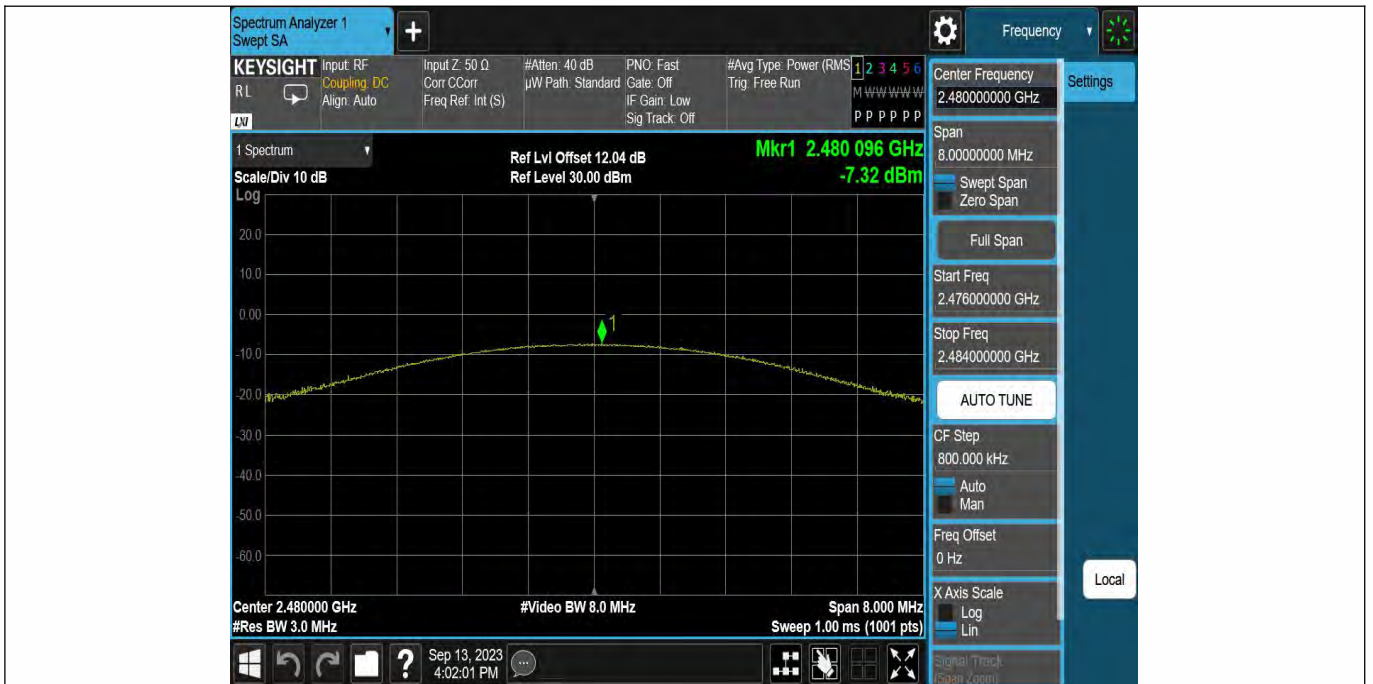 Spectrum Analyzer 1
Swept SA
+
Frequency
KEYSIGHT
RL
LXI
Input: RF
Coupling: DC
Align: Auto
Input Z: 50 Ω
Corr CCorr
Freq Ref: Int (S)
#Atten: 40 dB
µW Path: Standard
PNO: Fast
Gate: Off
IF Gain: Low
Sig Track: Off
#Avg Type: Power (RMS
Trig: Free Run
1 2 3 4 5 6
M W W W W W
P P P P P P
1 Spectrum
Scale/Div 10 dB
Ref Lvl Offset 12.04 dB
Ref Level 30.00 dBm
Mkr1 2.480 096 GHz
-7.32 dBm
Log
20.0
10.0
0.00
-10.0
-20.0
-30.0
-40.0
-50.0
-60.0
1
Center 2.480000 GHz
#Res BW 3.0 MHz
#Video BW 8.0 MHz
Span 8.000 MHz
Sweep 1.00 ms (1001 pts)
Center Frequency
2.480000000 GHz
Settings
Span
8.00000000 MHz
Swept Span
Zero Span
Full Span
Start Freq
2.476000000 GHz
Stop Freq
2.484000000 GHz
AUTO TUNE
CF Step
800.000 kHz
Auto
Man
Freq Offset
0 Hz
X Axis Scale
Log
Lin
Signal Track
(Span Zoom)
Local
?
Sep 13, 2023
4:02:01 PM